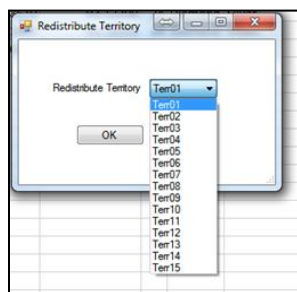 Redistribute Territory
Redistribute Territory Terr01
Terr01
Terr02
Terr03
OK Terr04
Terr05
Terr06
Terr07
Terr08
Terr09
Terr10
Terr11
Terr12
Terr13
Terr14
Terr15